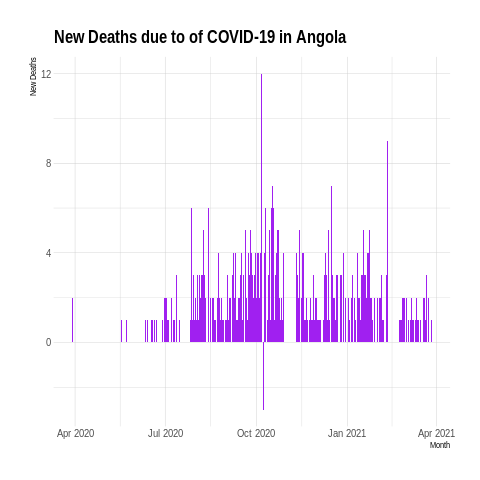 New Deaths due to of COVID-19 in Angola
New Deaths
12
8
4
0
Apr 2020 Jul 2020 Oct 2020 Jan 2021 Apr 2021
Month